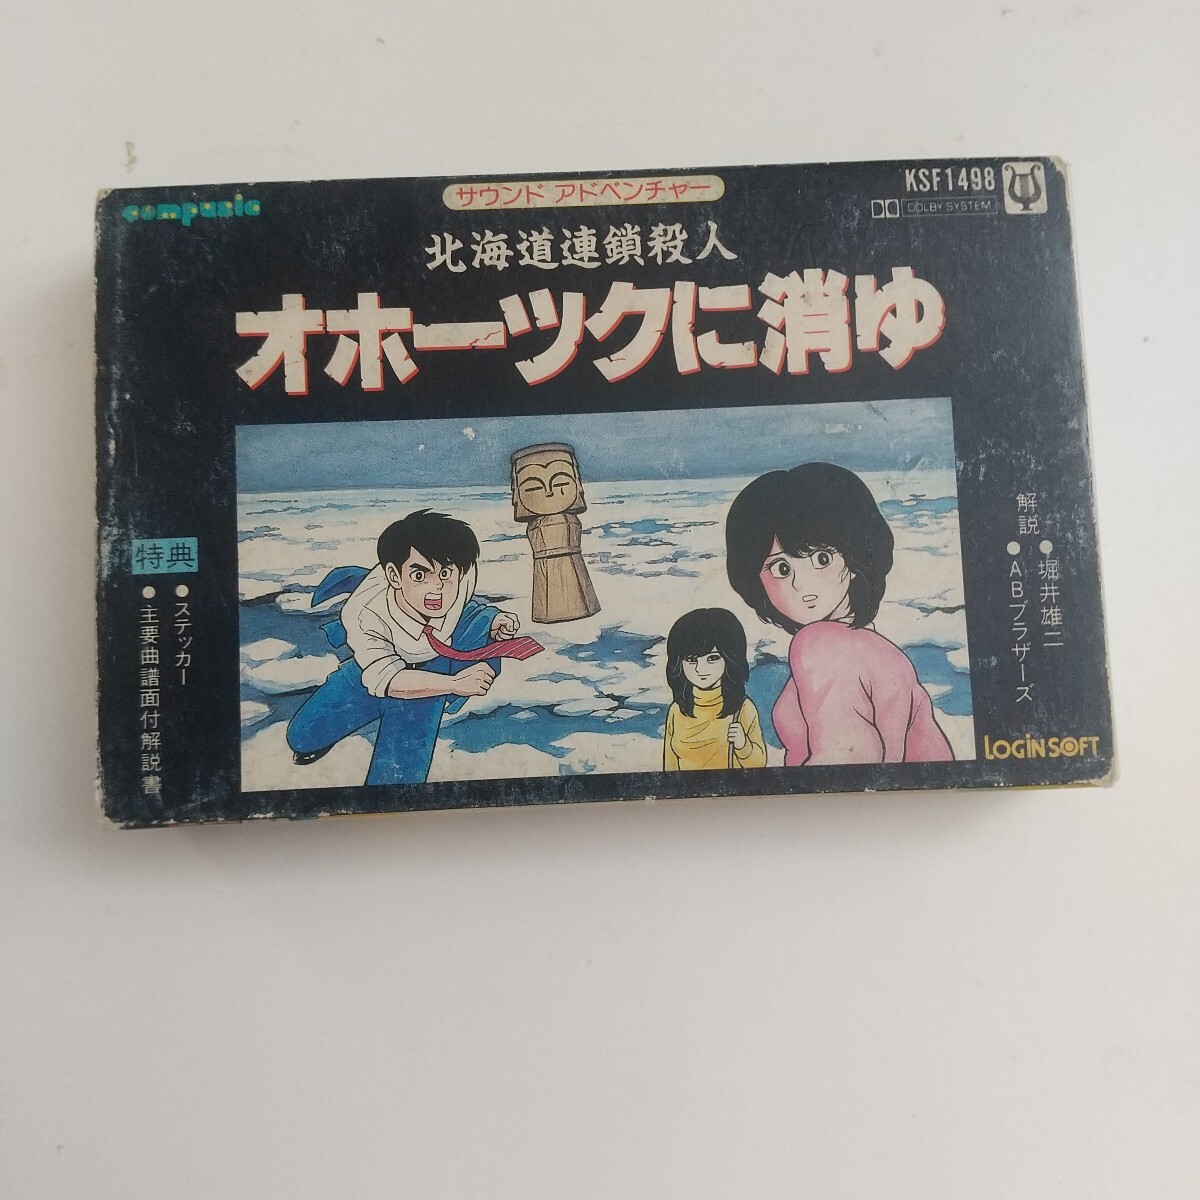 compusic
サウンド アドベンチャー
KSF1498
DOLBY SYSTEM
北海道連鎖殺人
オホーツクに消ゆ
特典
●ステッカー
●主要曲譜面付解説書
解説
●堀井雄二
●ABブラザーズ
LOGiNSOFT